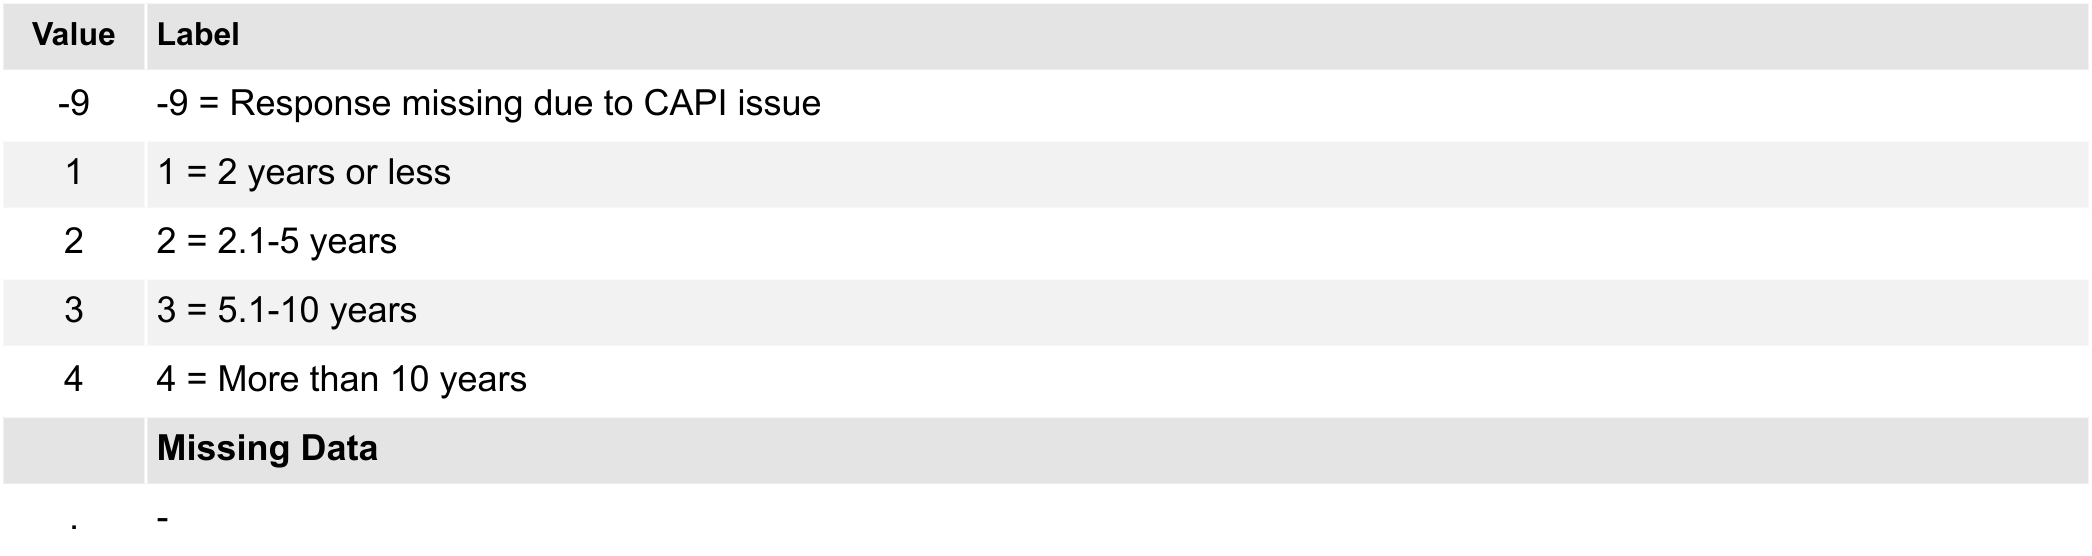 Value Label
-9 -9 = Response missing due to CAPI issue
1 1 = 2 years or less
2 2 = 2.1-5 years
3 3 = 5.1-10 years
4 4 = More than 10 years
Missing Data
. -